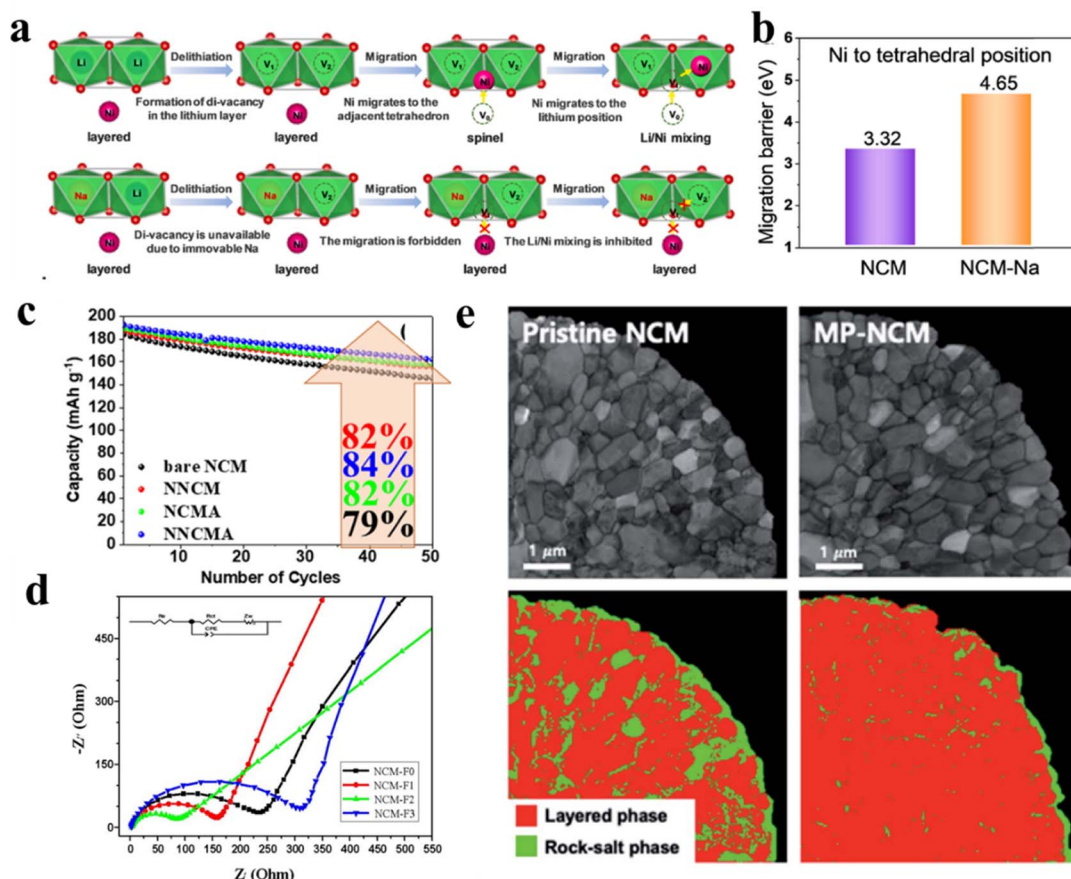 a
Li Li Delithiation V₁ V₂ Migration V₁ Ni V₂ Migration V₁ Ni
Formation of di-vacancy in the lithium layer
Ni migrates to the adjacent tetrahedron
V₀
Ni migrates to the lithium position
V₀
Ni Ni
layered layered spinel Li/Ni mixing
Na Li Delithiation Na V₂ Migration Na V₂ Migration Na V₂
Di-vacancy is unavailable due to immovable Na
The migration is forbidden
The Li/Ni mixing is inhibited
Ni Ni Ni Ni
layered layered layered layered
b
Ni to tetrahedral position
Migration barrier (eV)
6
5
4
3
2
1
3.32
4.65
NCM NCM-Na
c
Capacity (mAh g⁻¹)
200
180
160
140
120
100
80
60
40
20
0
bare NCM
NNCM
NCMA
NNCMA
82%
84%
82%
79%
10 20 30 40 50
Number of Cycles
d
-Z'' (Ohm)
450
300
150
0
Rct
CPE
NCM-F0
NCM-F1
NCM-F2
NCM-F3
0 50 100 150 200 250 300 350 400 450 500 550
Z (Ohm)
e
Pristine NCM
1 μm
MP-NCM
1 μm
Layered phase
Rock-salt phase